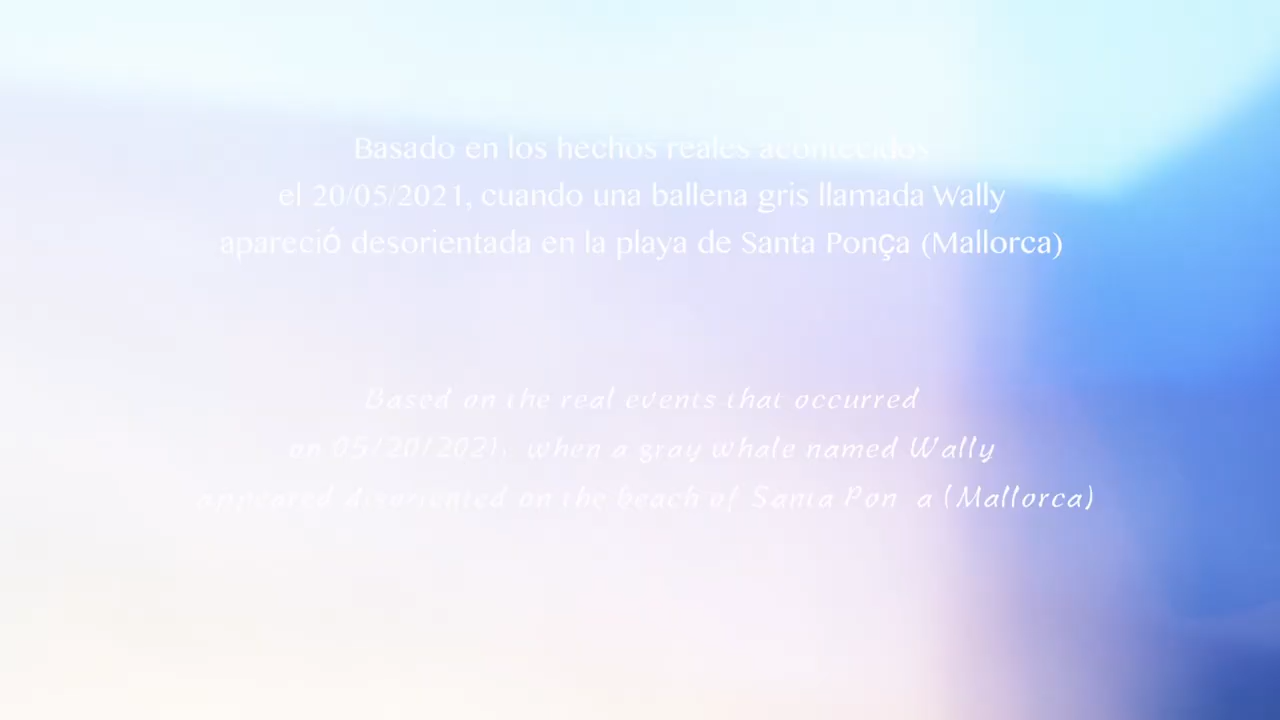 Basado en los hechos reales acontecidos
el 20/05/2021, cuando una ballena gris llamada Wally
apareció desorientada en la playa de Santa Ponça (Mallorca)
Based on the real events that occurred
on 05/20/2021, when a gray whale named Wally
appeared disoriented on the beach of Santa Pon a (Mallorca)